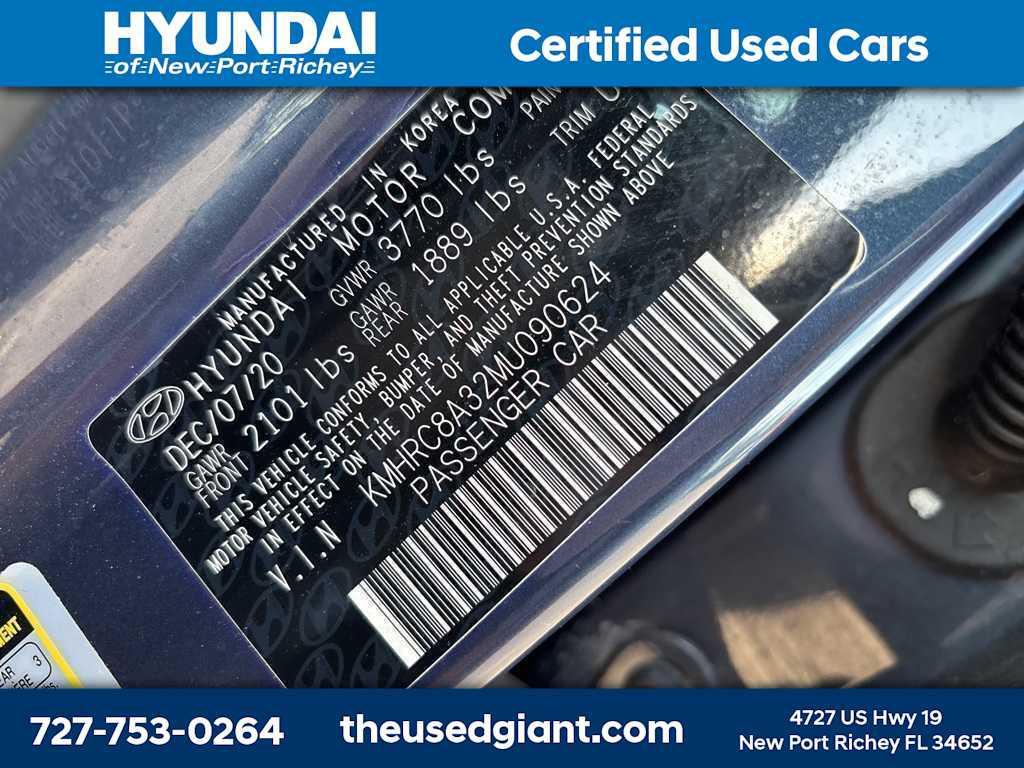 HYUNDAI
of New Port Richey
Certified Used Cars
MANUFACTURED IN KOREA
HYUNDAI MOTOR COM
DEC/07/20 GVWR 3770 lbs
GAWR FRONT 2101 lbs GAWR REAR 1889 lbs
THIS VEHICLE CONFORMS TO ALL APPLICABLE U.S.A. FEDERAL
MOTOR VEHICLE SAFETY, BUMPER, AND THEFT PREVENTION STANDARDS
IN EFFECT ON THE DATE OF MANUFACTURE SHOWN ABOVE
V.I.N KMHRC8A32MU090624
PASSENGER CAR
PAIN
TRIM U
3
727-753-0264
theusedgiant.com
4727 US Hwy 19
New Port Richey FL 34652